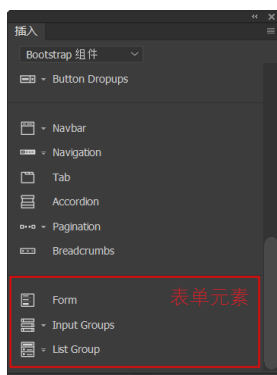 插入
Bootstrap 组件
Button Dropups
Navbar
Navigation
Tab
Accordion
Pagination
Breadcrumbs
Form
表单元素
Input Groups
List Group